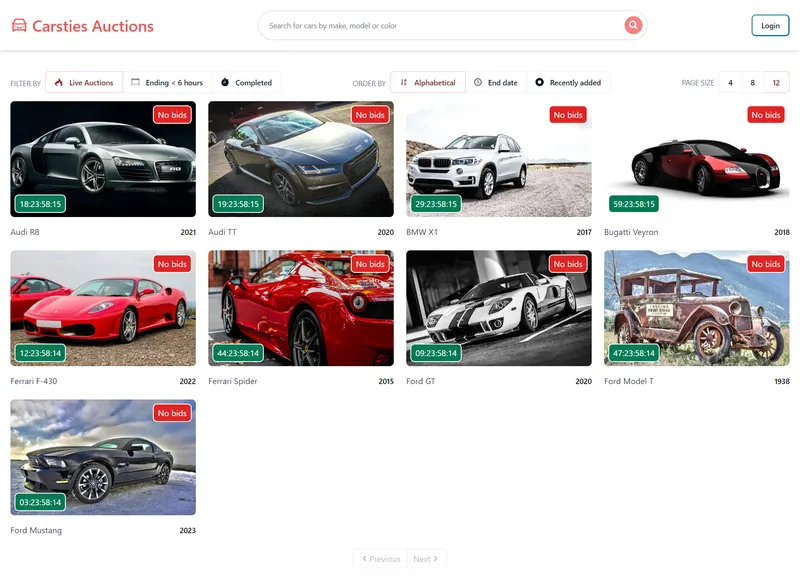 Carsties Auctions
Search for cars by make, model or color
Login
FILTER BY Live Auctions Ending < 6 hours Completed
ORDER BY Alphabetical End date Recently added
PAGE SIZE 4 8 12
No bids
18:23:58:15
Audi R8 2021
No bids
19:23:58:15
Audi TT 2020
No bids
29:23:58:15
BMW X1 2017
No bids
59:23:58:15
Bugatti Veyron 2018
No bids
12:23:58:14
Ferrari F-430 2022
No bids
44:23:58:14
Ferrari Spider 2015
No bids
09:23:58:14
Ford GT 2020
No bids
47:23:58:14
Ford Model T 1938
No bids
03:23:58:14
Ford Mustang 2023
Previous Next